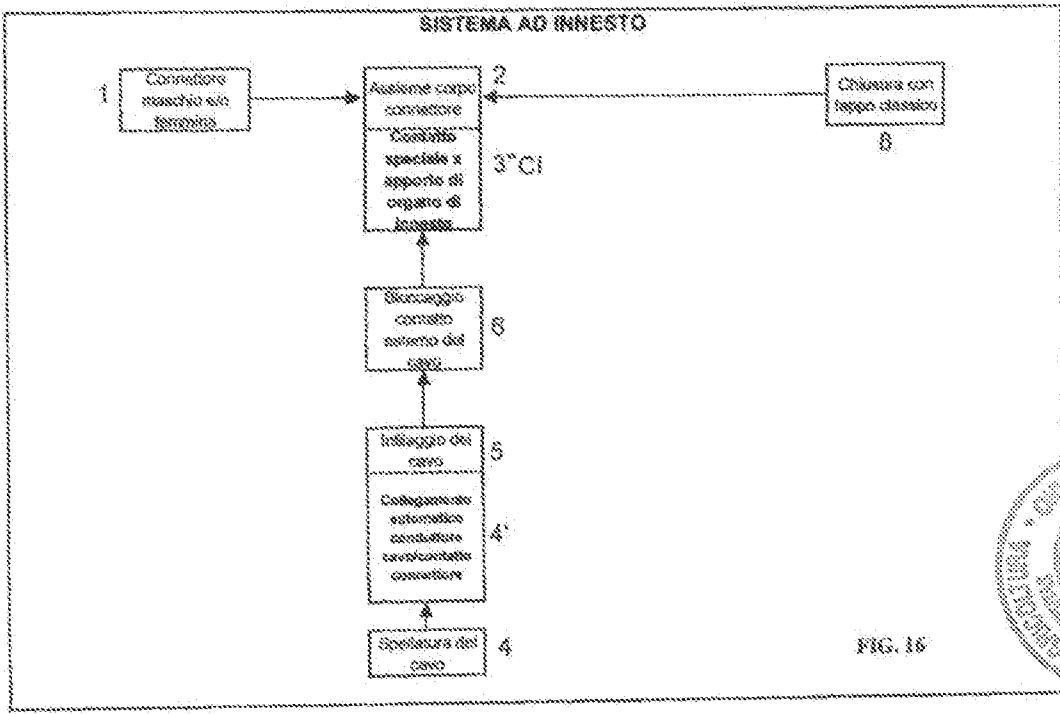 SISTEMA AD INNESTO
1
Connettore
maschio e/o
femmina
2
Assieme corpo
connettore
Chiusura con
tappo classico
8
Contatto
speciale x
apporto di
organo di
innesto
3"CI
Bloccaggio
contatto
esterno del
cavo
6
Infilaggio del
cavo
5
Collegamento
automatico
conduttore
cavo/contatto
connettore
4'
Spellatura del
cavo
4
FIG. 16